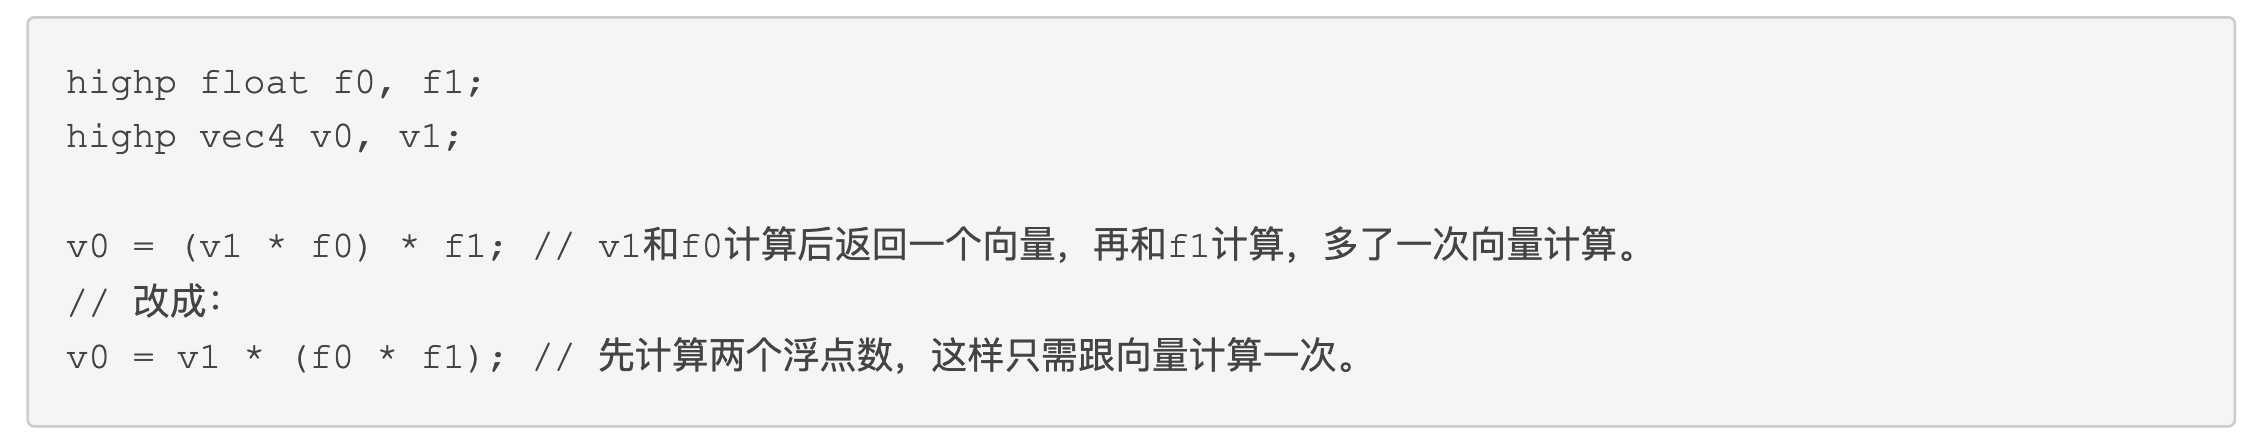 highp float f0, f1;
highp vec4 v0, v1;
v0 = (v1 * f0) * f1; // v1和f0计算后返回一个向量，再和f1计算，多了一次向量计算。
// 改成：
v0 = v1 * (f0 * f1); // 先计算两个浮点数，这样只需跟向量计算一次。